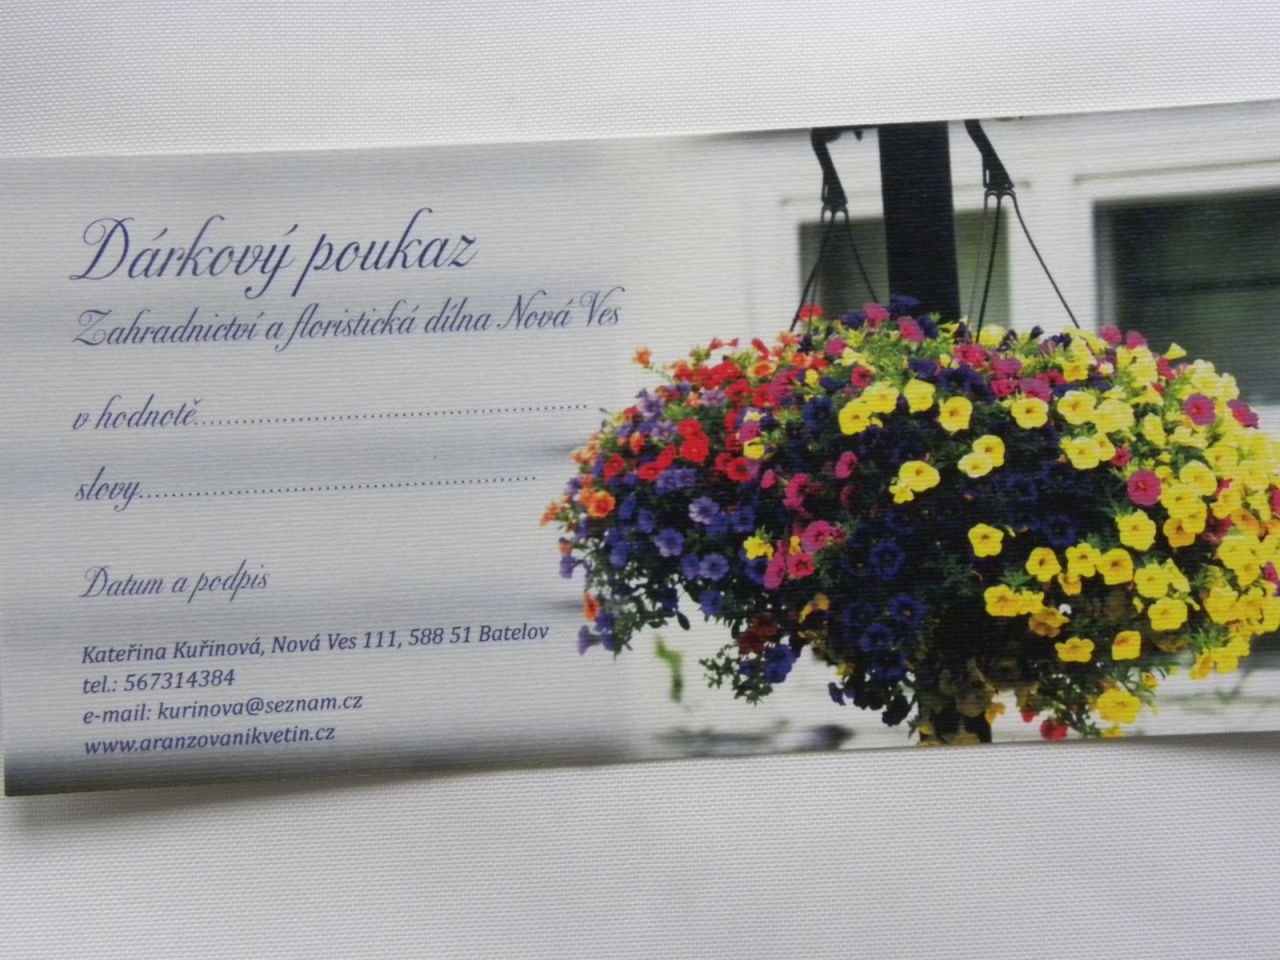 Dárkový poukaz
Zahradnictví a floristická dílna Nová Ves
v hodnotě.......................................................
slovy.......................................................
Datum a podpis
Kateřina Kuřinová, Nová Ves 111, 588 51 Batelov
tel.: 567314384
e-mail: kurinova@seznam.cz
www.aranzovanikvetin.cz